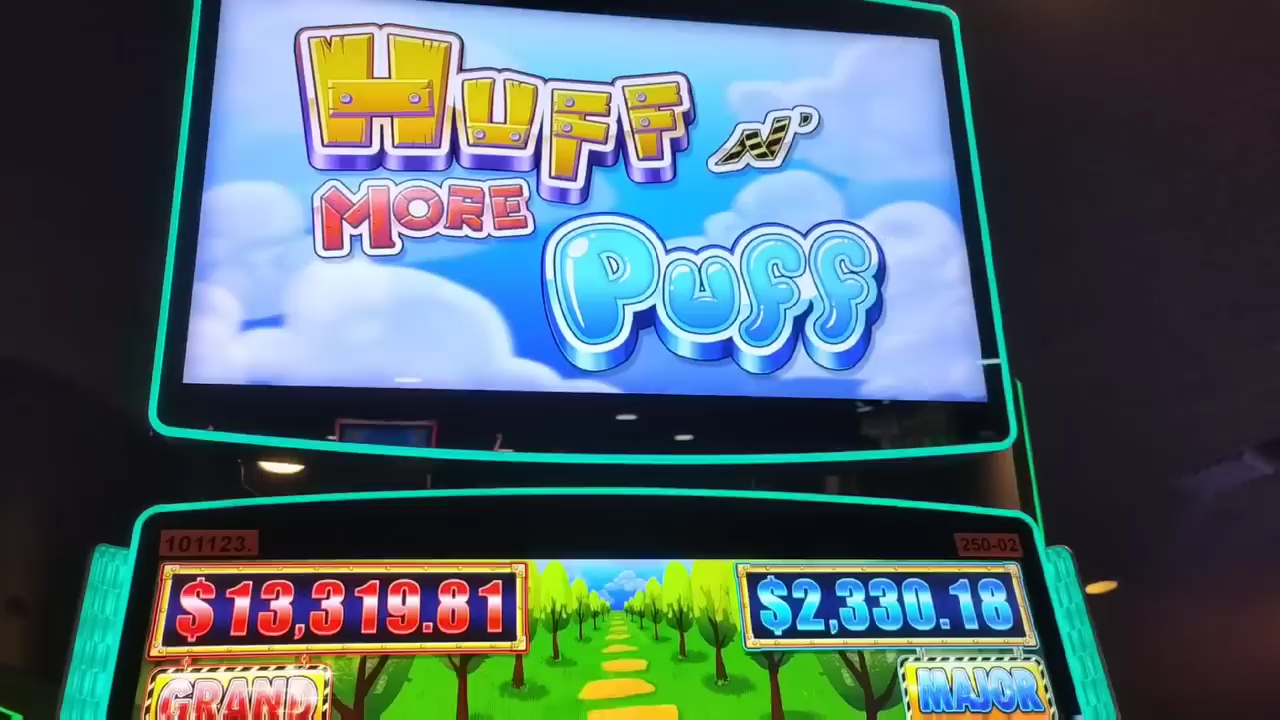 HUFF N'
MORE
PUFF
101123.
250-02
$13,319.81
$2,330.18
GRAND
MAJOR